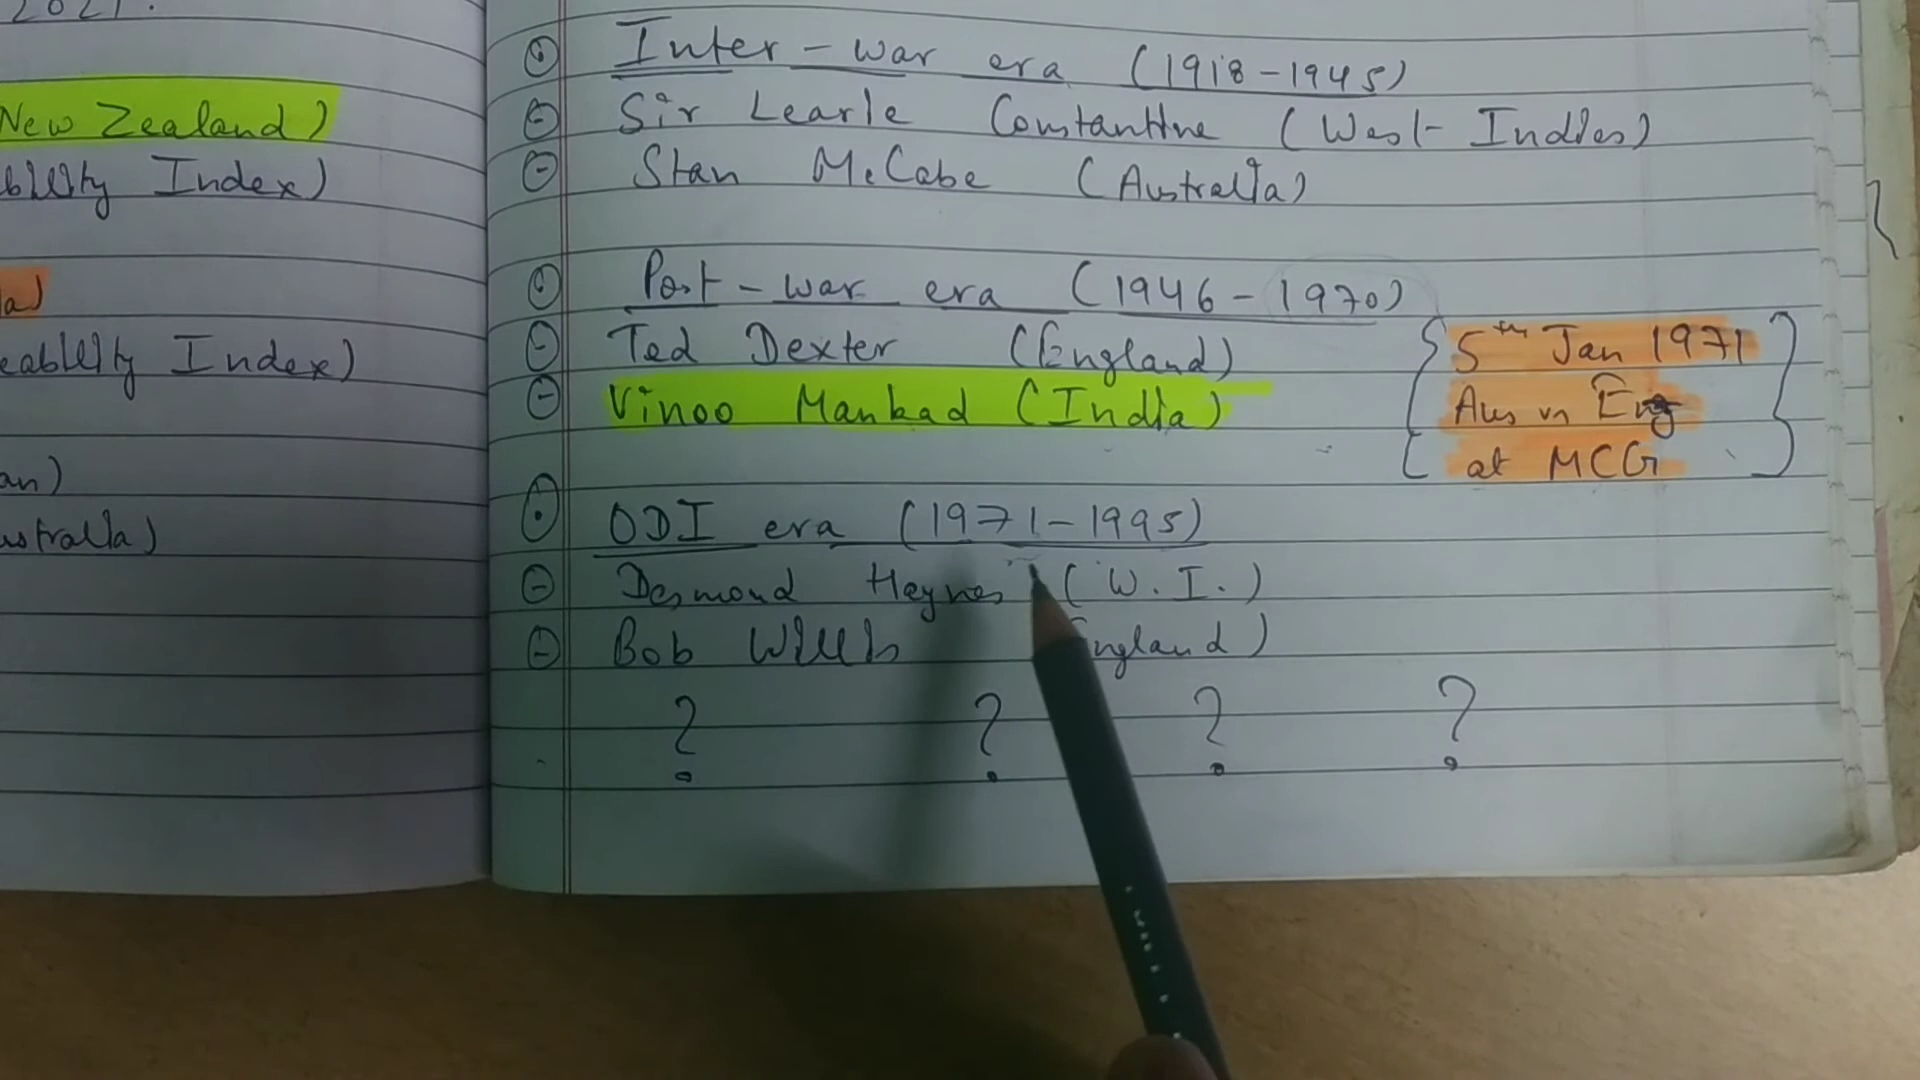 2021.
New Zealand)
ability Index)
a)
eability Index)
an)
ustralia)
Inter - war era (1918 - 1945)
Sir Learie Constantine (West Indies)
Stan McCabe (Australia)
Post - war era (1946 - 1970)
Ted Dexter (England)
Vinoo Mankad (India)
5th Jan 1971
Aus vs Eng
at MCG
ODI era (1971 - 1995)
Desmond Haynes (W.I.)
Bob Willis ngland)
? ? ? ?